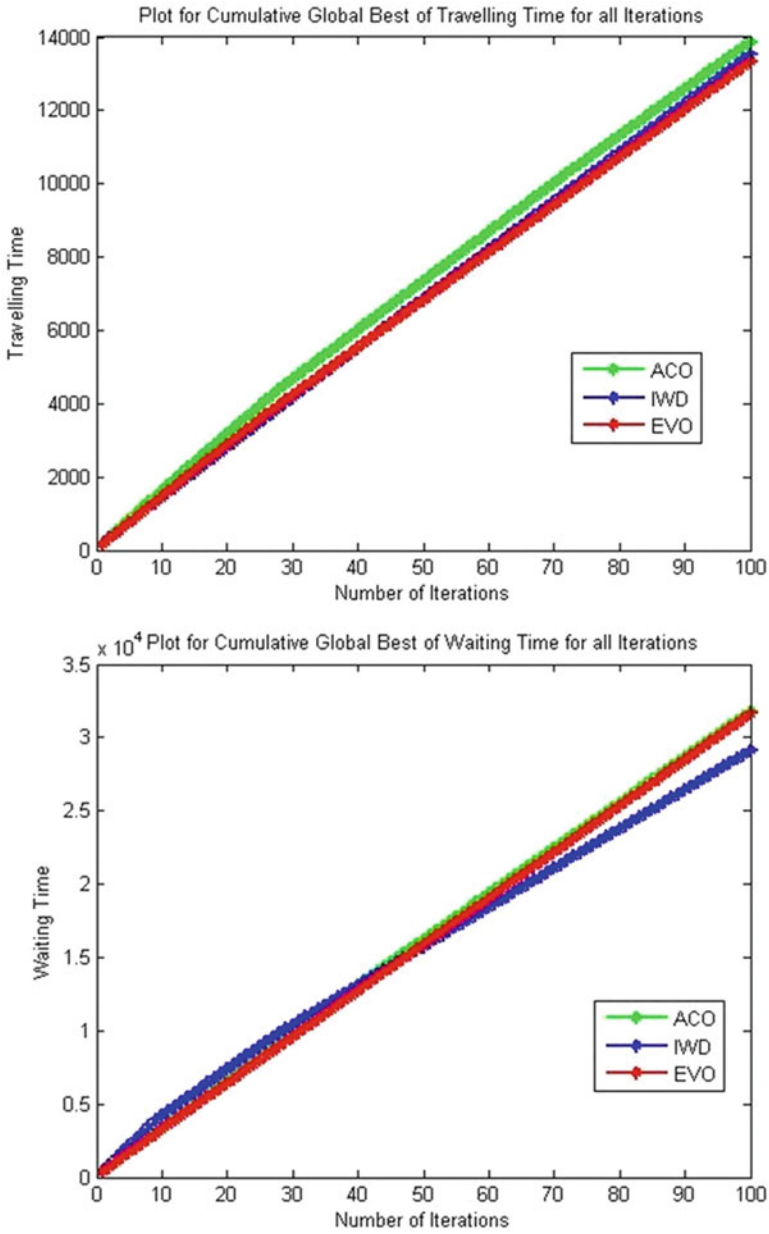 Plot for Cumulative Global Best of Travelling Time for all Iterations
14000
12000
10000
8000
6000
4000
2000
0
Travelling Time
ACO
IWD
EVO
0 10 20 30 40 50 60 70 80 90 100
Number of Iterations
x 10^4 Plot for Cumulative Global Best of Waiting Time for all Iterations
3.5
3
2.5
2
1.5
1
0.5
0
Waiting Time
ACO
IWD
EVO
0 10 20 30 40 50 60 70 80 90 100
Number of Iterations